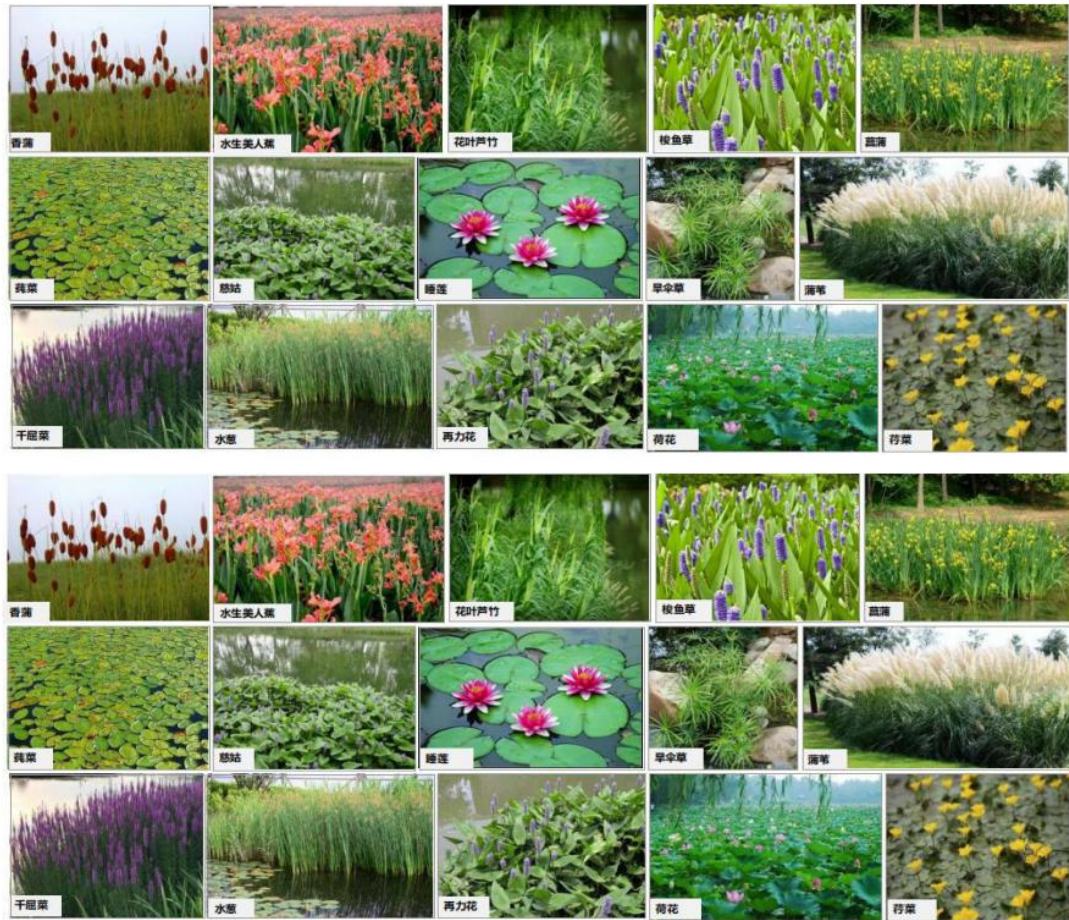 香蒲
水生美人蕉
花叶芦竹
梭鱼草
菖蒲
莼菜
慈姑
睡莲
旱伞草
蒲苇
千屈菜
水葱
再力花
荷花
荇菜
香蒲
水生美人蕉
花叶芦竹
梭鱼草
菖蒲
莼菜
慈姑
睡莲
旱伞草
蒲苇
千屈菜
水葱
再力花
荷花
荇菜